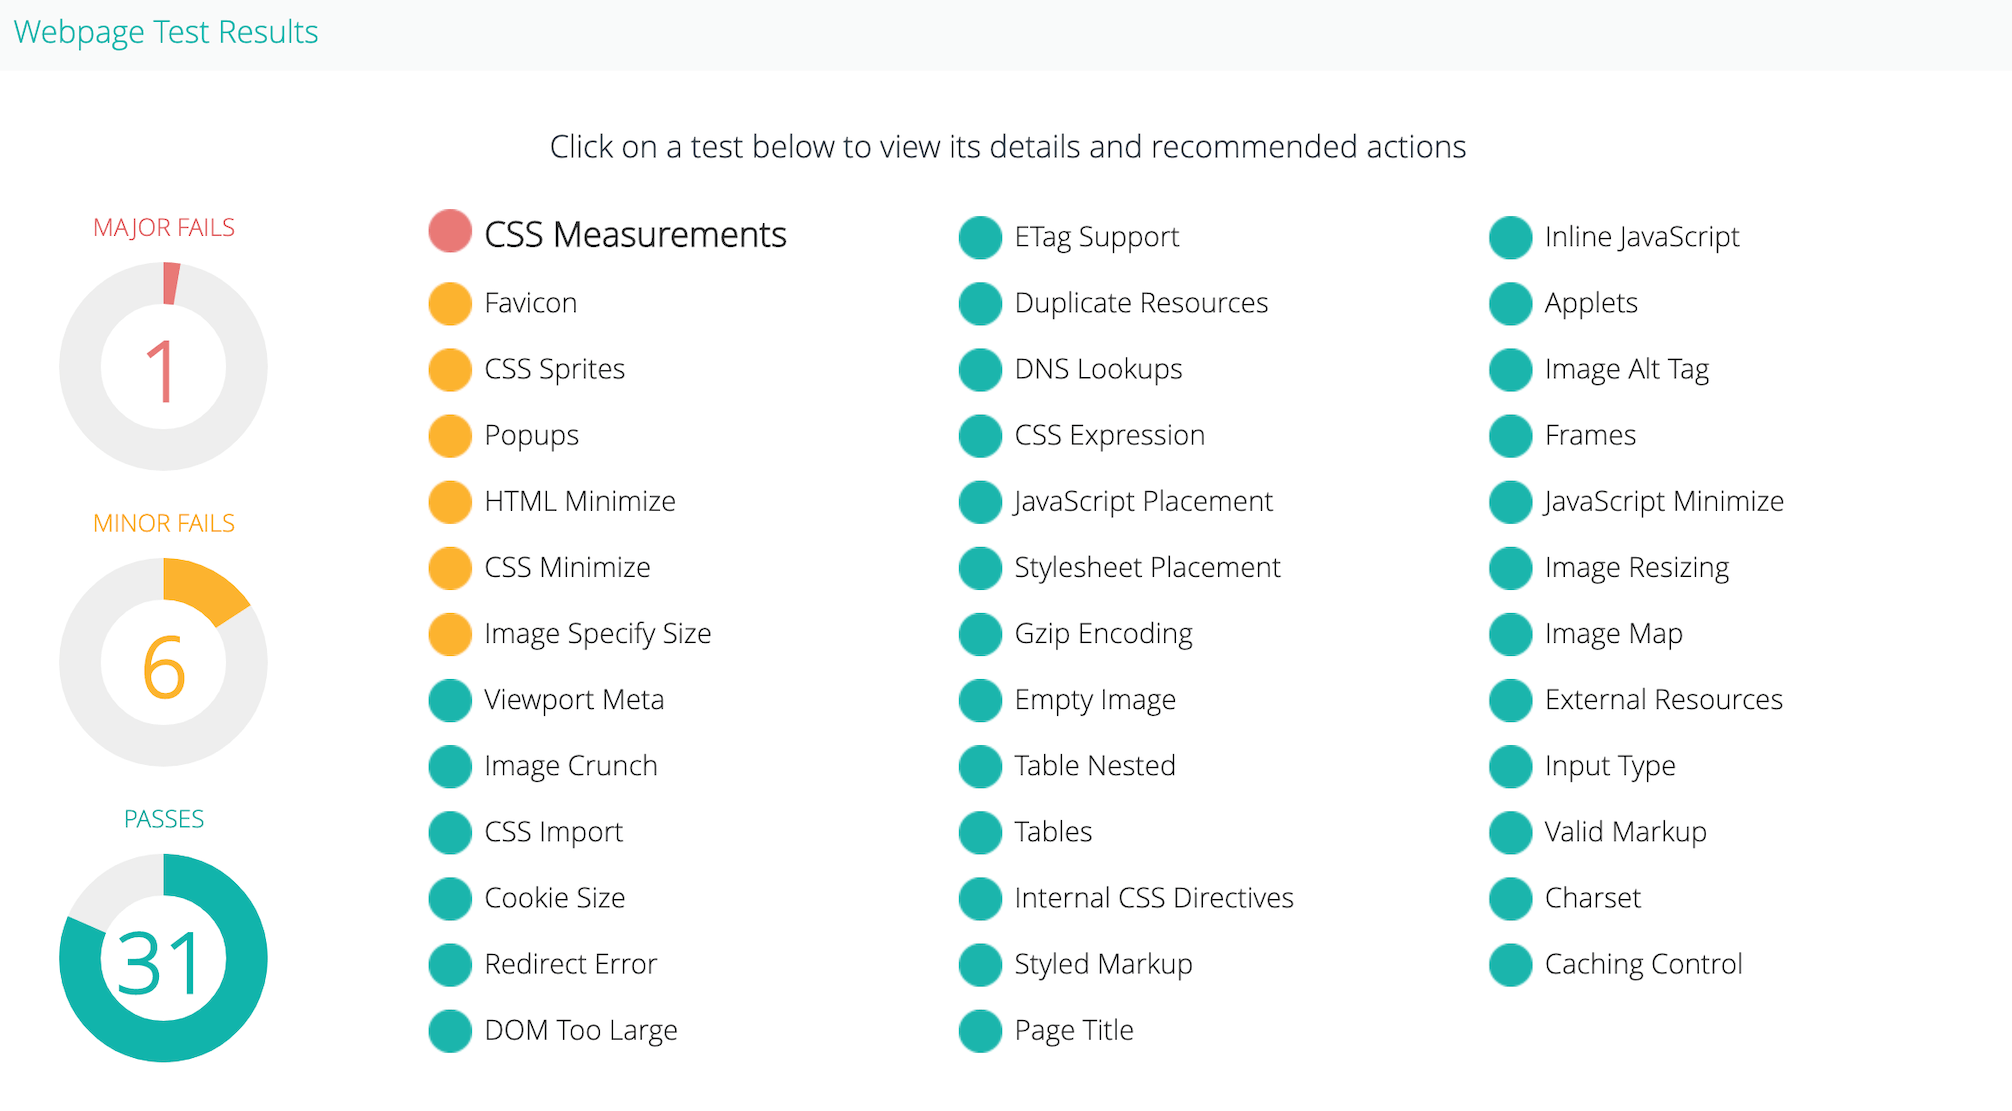 Webpage Test Results
Click on a test below to view its details and recommended actions
MAJOR FAILS
1
MINOR FAILS
6
PASSES
31
CSS Measurements
Favicon
CSS Sprites
Popups
HTML Minimize
CSS Minimize
Image Specify Size
Viewport Meta
Image Crunch
CSS Import
Cookie Size
Redirect Error
DOM Too Large
ETag Support
Duplicate Resources
DNS Lookups
CSS Expression
JavaScript Placement
Stylesheet Placement
Gzip Encoding
Empty Image
Table Nested
Tables
Internal CSS Directives
Styled Markup
Page Title
Inline JavaScript
Applets
Image Alt Tag
Frames
JavaScript Minimize
Image Resizing
Image Map
External Resources
Input Type
Valid Markup
Charset
Caching Control